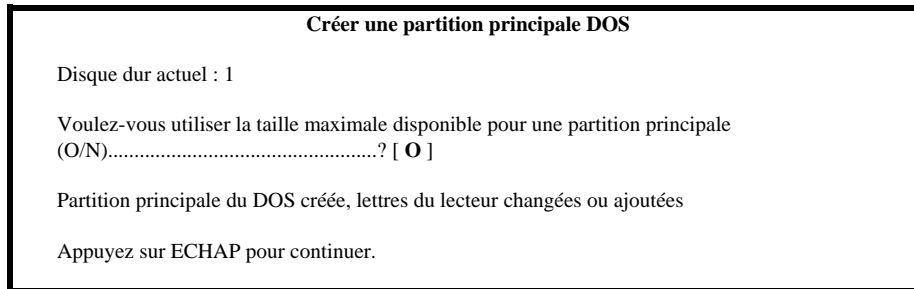 Créer une partition principale DOS
Disque dur actuel : 1
Voulez-vous utiliser la taille maximale disponible pour une partition principale
(O/N)...................................................? [ O ]
Partition principale du DOS créée, lettres du lecteur changées ou ajoutées
Appuyez sur ECHAP pour continuer.